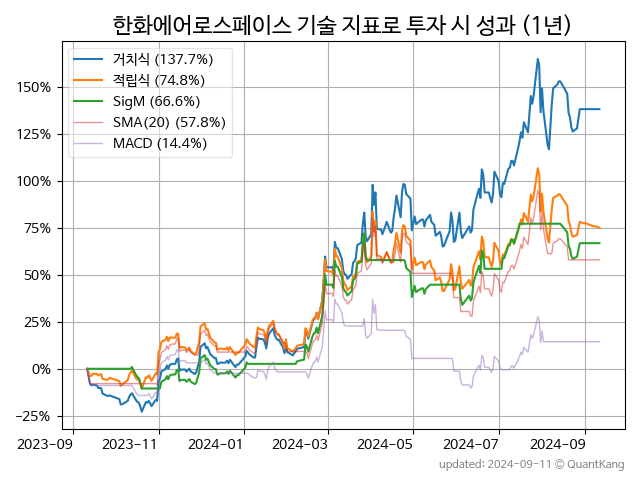 한화에어로스페이스 기술 지표로 투자 시 성과 (1년)
거치식 (137.7%)
적립식 (74.8%)
SigM (66.6%)
SMA(20) (57.8%)
MACD (14.4%)
150%
125%
100%
75%
50%
25%
0%
−25%
2023-09 2023-11 2024-01 2024-03 2024-05 2024-07 2024-09
updated: 2024-09-11 ⓒ QuantKang